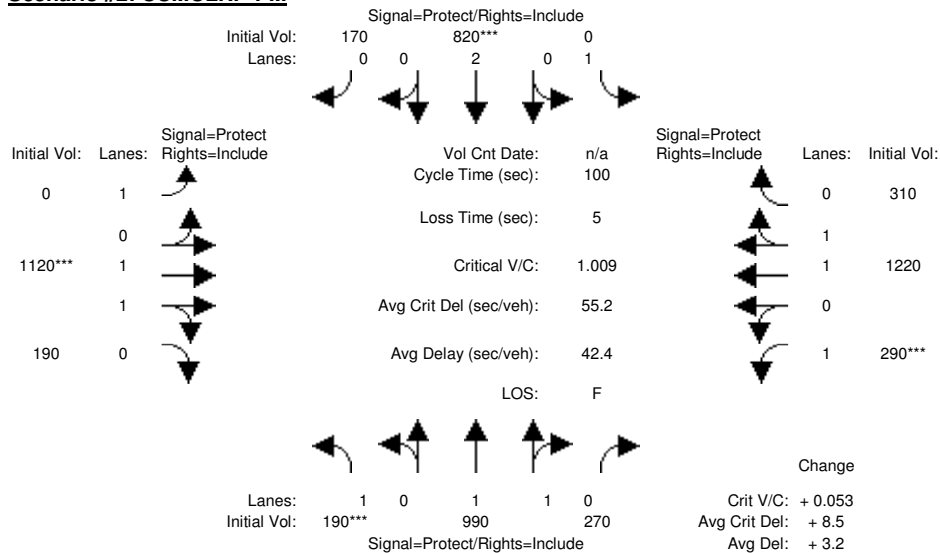 Signal=Protect/Rights=Include
Initial Vol: 170 820*** 0
Lanes: 0 0 2 0 1
Signal=Protect
Initial Vol: Lanes: Rights=Include
Vol Cnt Date: n/a
Signal=Protect
Rights=Include Lanes: Initial Vol:
Cycle Time (sec): 100
0 1
0 310
Loss Time (sec): 5
0
1
1120*** 1
Critical V/C: 1.009
1 1220
1
Avg Crit Del (sec/veh): 55.2
0
190 0
Avg Delay (sec/veh): 42.4
1 290***
LOS: F
Change
Lanes: 1 0 1 1 0
Crit V/C: + 0.053
Initial Vol: 190*** 990 270
Avg Crit Del: + 8.5
Signal=Protect/Rights=Include
Avg Del: + 3.2